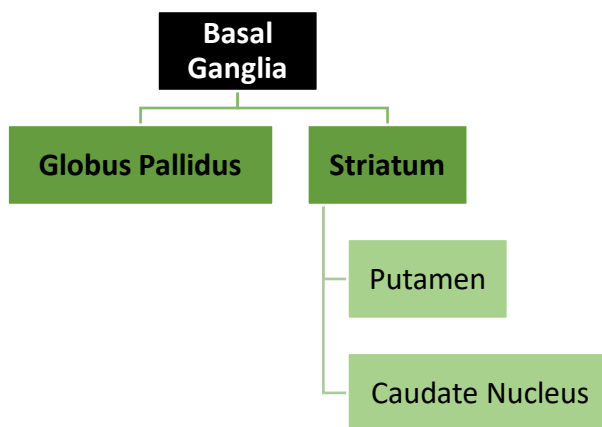 Basal
Ganglia
Globus Pallidus
Striatum
Putamen
Caudate Nucleus